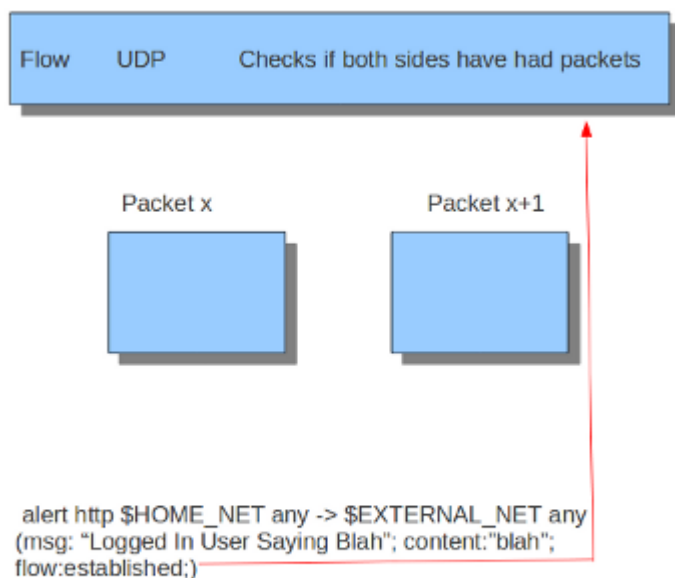 Flow UDP Checks if both sides have had packets
Packet x Packet x+1
alert http $HOME_NET any -> $EXTERNAL_NET any
(msg: “Logged In User Saying Blah"; content:"blah";
flow:established;)